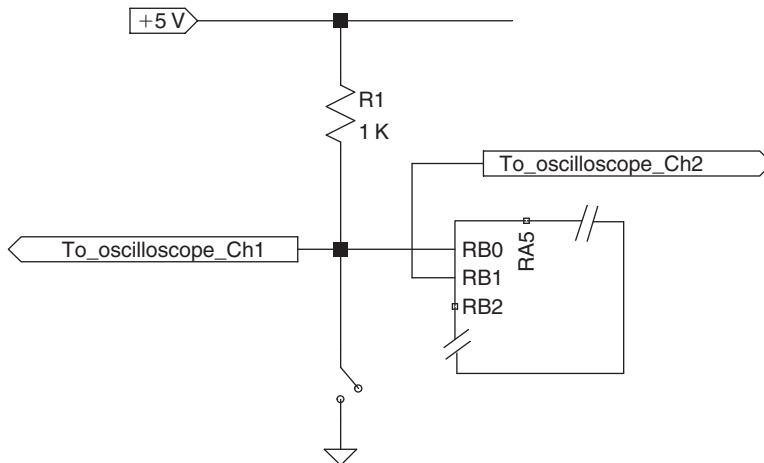 +5 V
R1
1 K
To_oscilloscope_Ch2
To_oscilloscope_Ch1
RB0
RA5
RB1
RB2